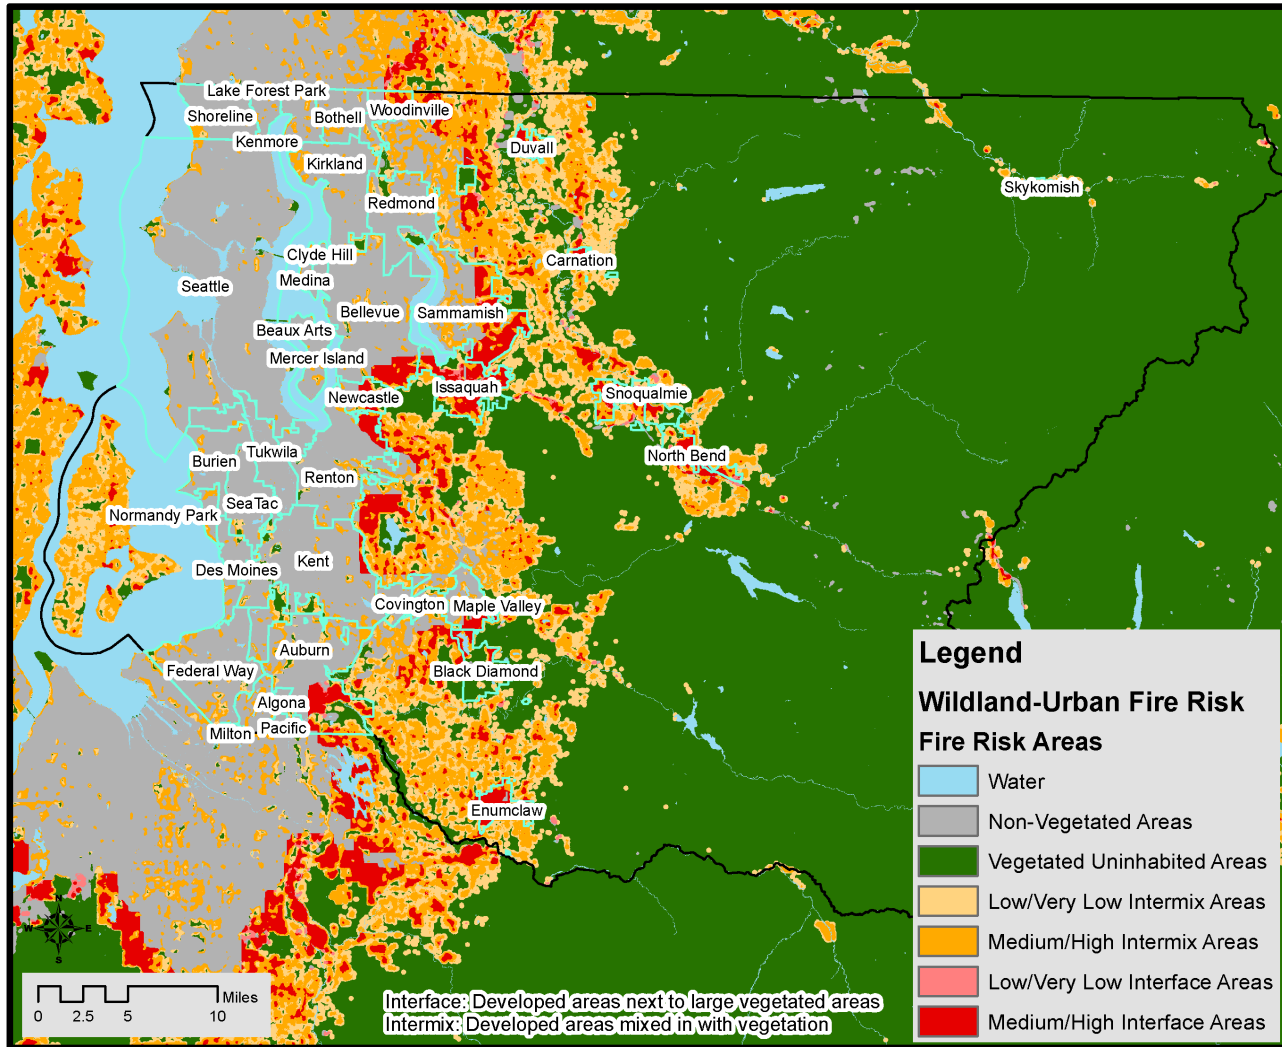 Lake Forest Park
Shoreline
Bothell
Woodinville
Kenmore
Duvall
Kirkland
Skykomish
Redmond
Clyde Hill
Carnation
Medina
Seattle
Bellevue
Sammamish
Beaux Arts
Mercer Island
Issaquah
Newcastle
Snoqualmie
Tukwila
Burien
North Bend
Renton
SeaTac
Normandy Park
Kent
Des Moines
Covington
Maple Valley
Auburn
Federal Way
Black Diamond
Algona
Milton
Pacific
Enumclaw
Legend
Wildland-Urban Fire Risk
Fire Risk Areas
Water
Non-Vegetated Areas
Vegetated Uninhabited Areas
Low/Very Low Intermix Areas
Medium/High Intermix Areas
Low/Very Low Interface Areas
Medium/High Interface Areas
N
W E
S
Miles
0 2.5 5 10
Interface: Developed areas next to large vegetated areas
Intermix: Developed areas mixed in with vegetation